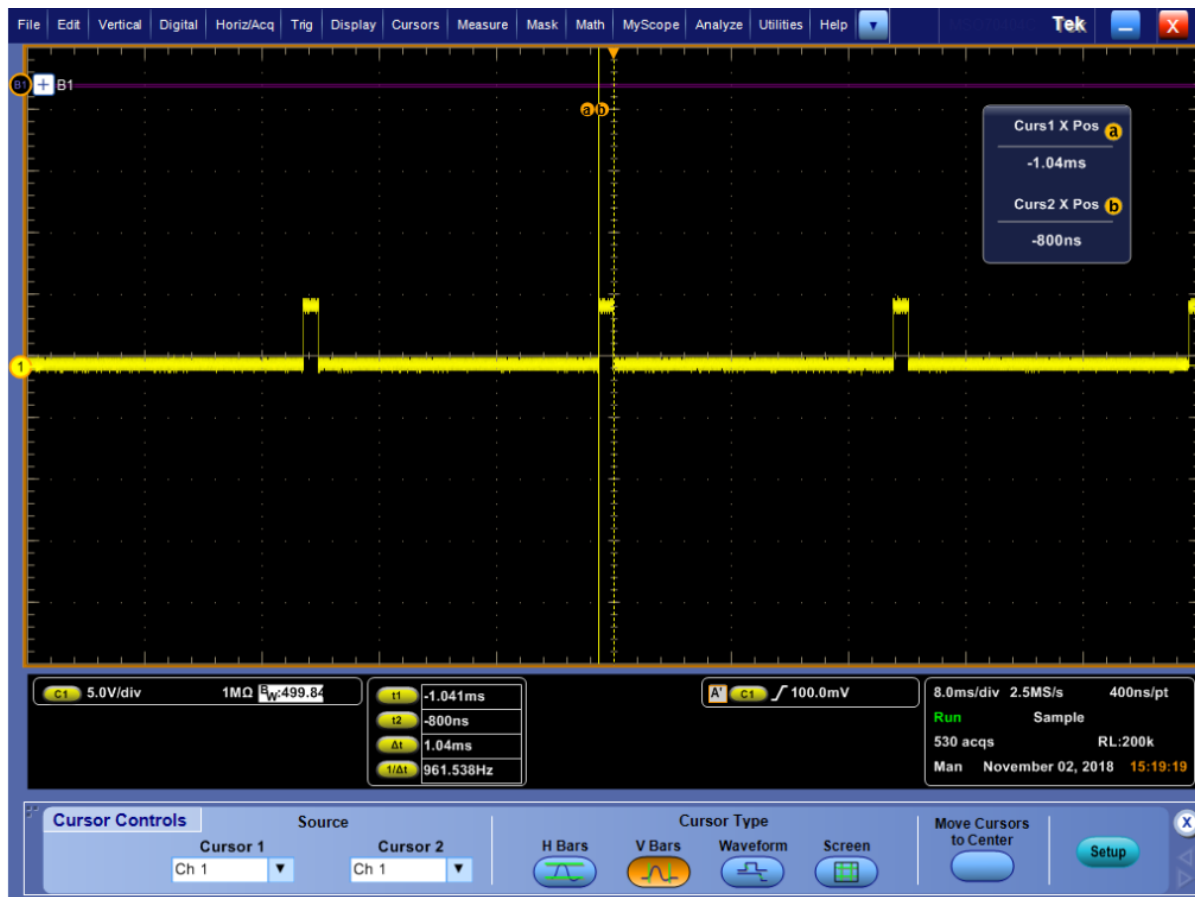 File Edit Vertical Digital Horiz/Acq Trig Display Cursors Measure Mask Math MyScope Analyze Utilities Help Tek X
B1 B1
a b
Curs1 X Pos a
-1.04ms
Curs2 X Pos b
-800ns
1
C1 5.0V/div 1MΩ BW:499.84
t1 -1.041ms
t2 -800ns
Δt 1.04ms
1/Δt 961.538Hz
A' C1 100.0mV
8.0ms/div 2.5MS/s 400ns/pt
Run Sample
530 acqs RL:200k
Man November 02, 2018 15:19:19
Cursor Controls
Source
Cursor 1 Cursor 2
Ch 1 Ch 1
Cursor Type
H Bars V Bars Waveform Screen
Move Cursors
to Center
Setup
X